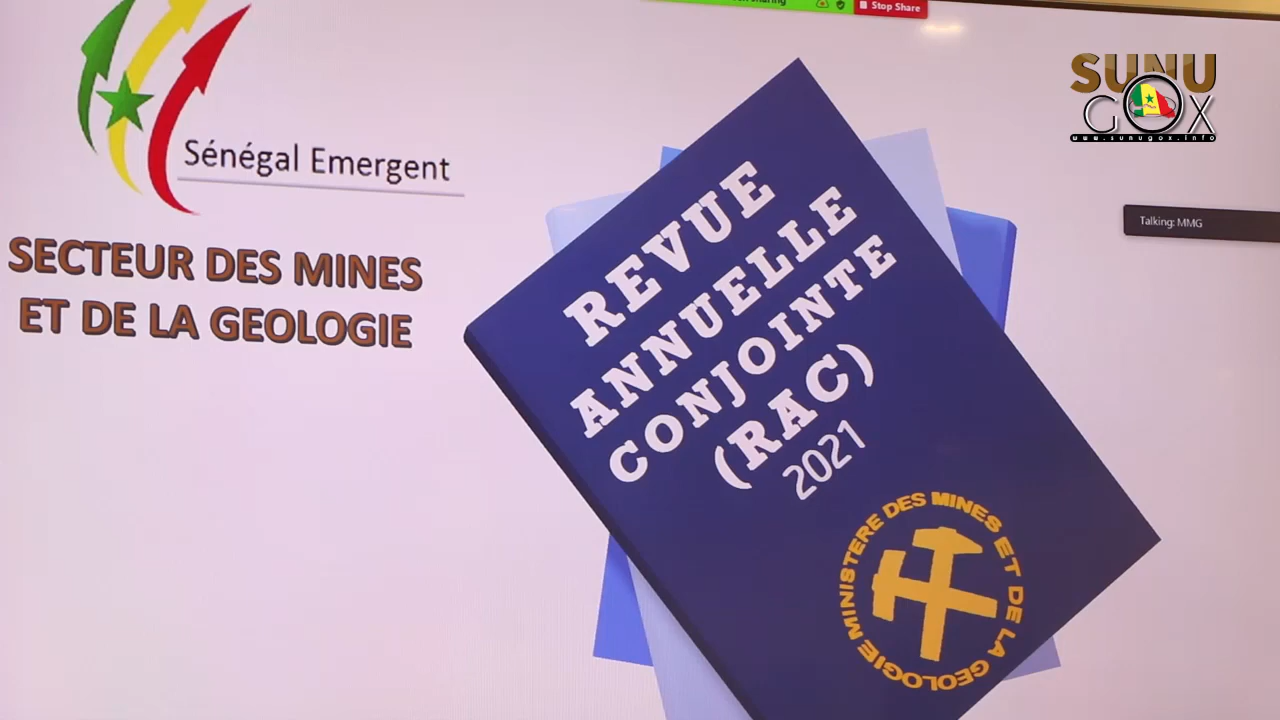 Stop Share
SUNU
GOX
www.sunugox.info
Sénégal Emergent
Talking: MMG
SECTEUR DES MINES
ET DE LA GEOLOGIE
REVUE
ANNUELLE
CONJOINTE
(RAC)
2021
MINISTERE DES MINES ET DE LA GEOLOGIE